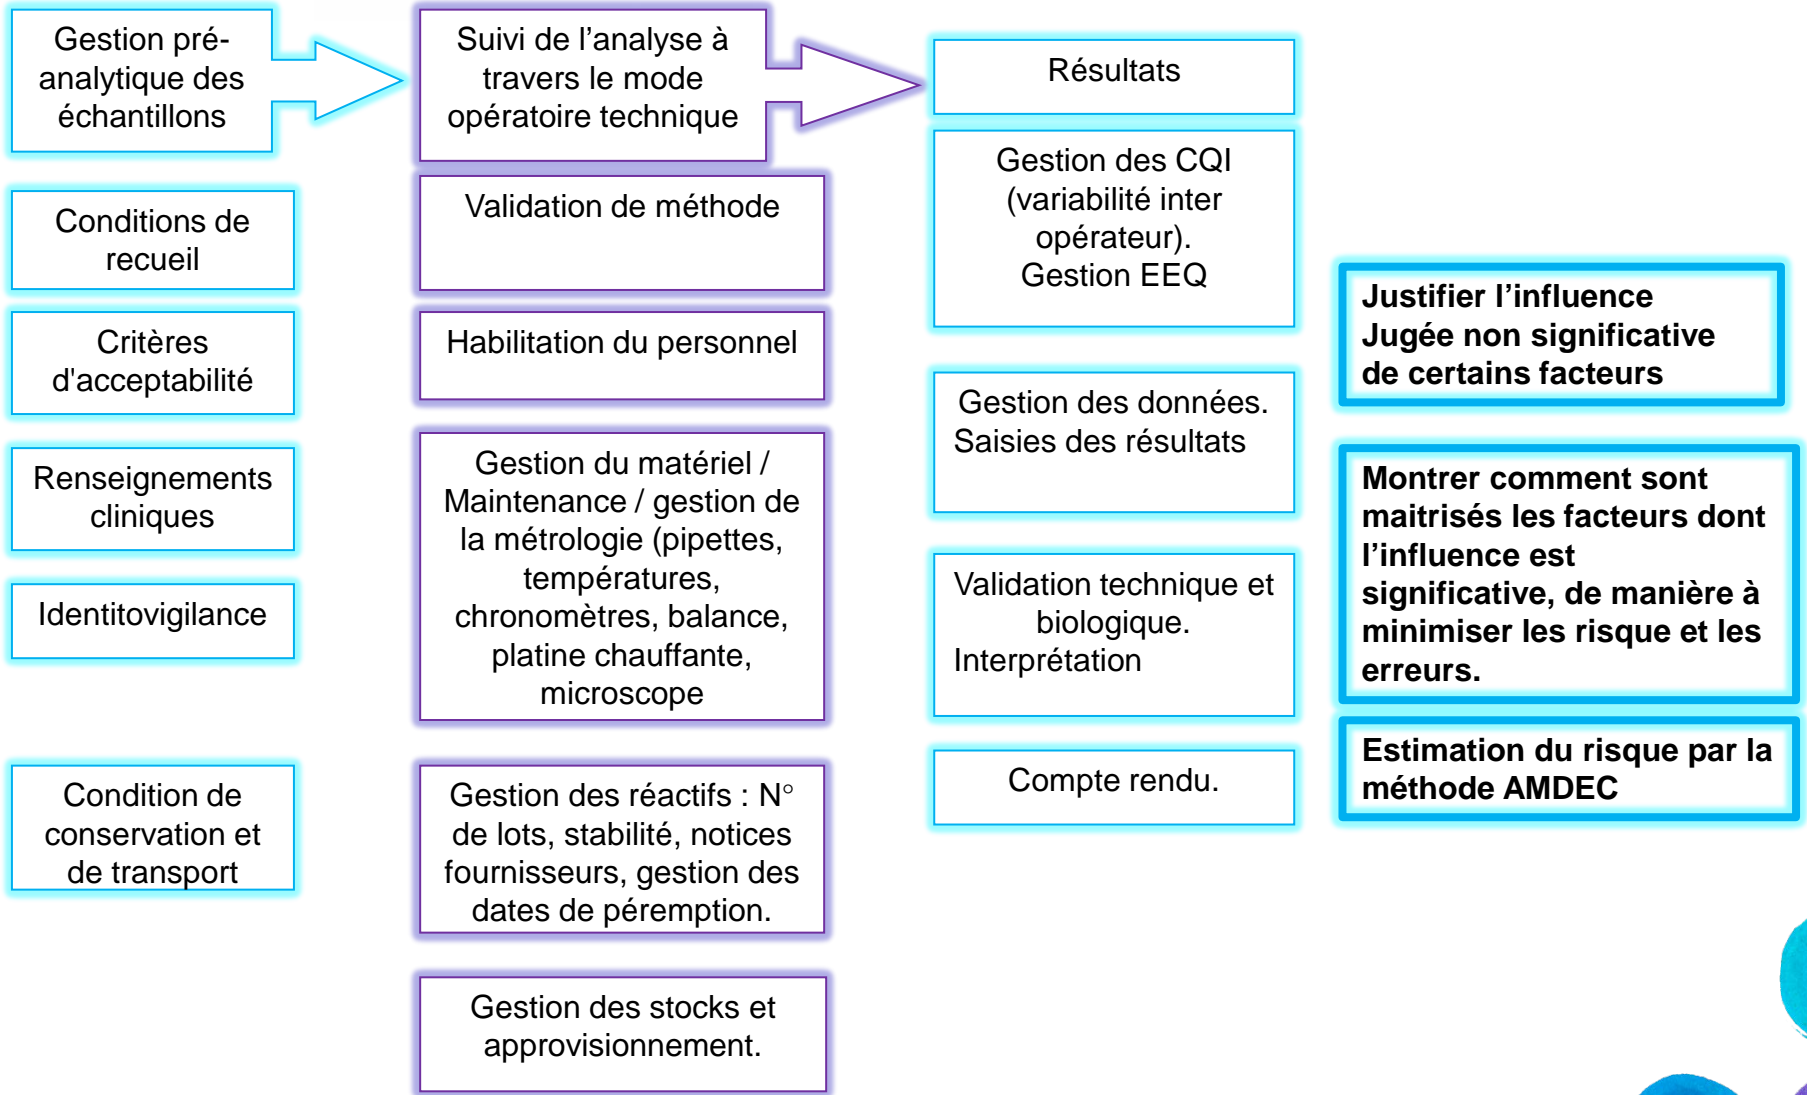 Gestion pré-
analytique des
échantillons
Conditions de
recueil
Critères
d'acceptabilité
Renseignements
cliniques
Identitovigilance
Condition de
conservation et
de transport
Suivi de l’analyse à
travers le mode
opératoire technique
Validation de méthode
Habilitation du personnel
Gestion du matériel /
Maintenance / gestion de
la métrologie (pipettes,
températures,
chronomètres, balance,
platine chauffante,
microscope
Gestion des réactifs : N°
de lots, stabilité, notices
fournisseurs, gestion des
dates de péremption.
Gestion des stocks et
approvisionnement.
Résultats
Gestion des CQI
(variabilité inter
opérateur).
Gestion EEQ
Gestion des données.
Saisies des résultats
Validation technique et
biologique.
Interprétation
Compte rendu.
Justifier l’influence
Jugée non significative
de certains facteurs
Montrer comment sont
maitrisés les facteurs dont
l’influence est
significative, de manière à
minimiser les risque et les
erreurs.
Estimation du risque par la
méthode AMDEC